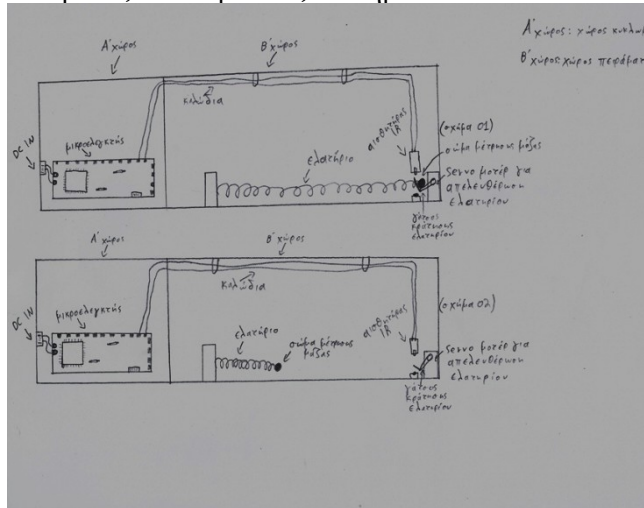 Α' χώρος
Β' χώρος
Α' χώρος: χώρος
Β' χώρος: χώρος
καλώδια
DC IN
μικροελεγκτής
αισθητήρας
IR
(σχήμα 01)
σώμα μέτρησης μάζας
ελατήριο
servo μοτέρ για
απελευθέρωση
ελατηρίου
γάντζος
κράτησης
ελατηρίου
Α' χώρος
Β' χώρος
καλώδια
DC IN
μικροελεγκτής
αισθητήρας
IR
(σχήμα 02)
ελατήριο
σώμα μέτρησης
μάζας
servo μοτέρ για
απελευθέρωση
ελατηρίου
γάντζος
κράτησης
ελατηρίου